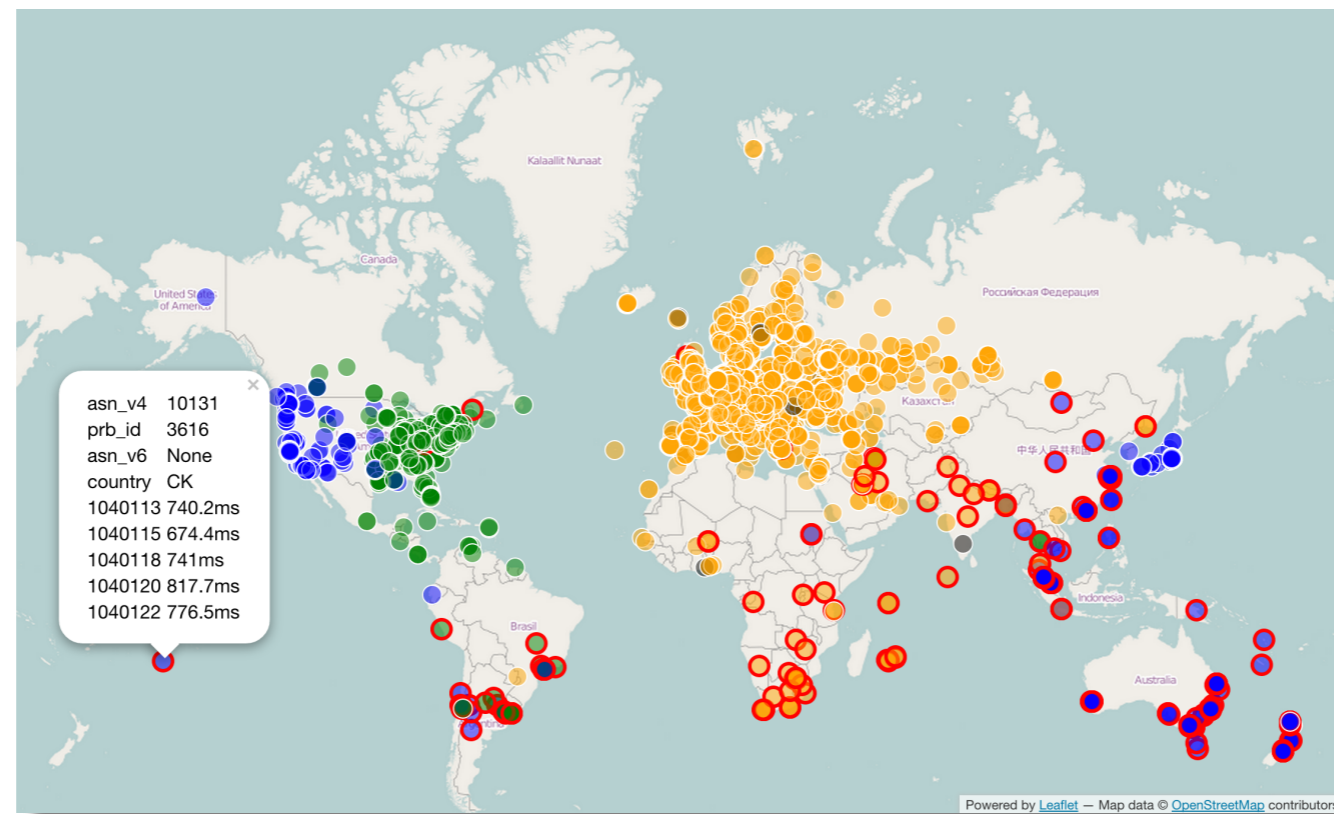 Kalaallit Nunaat
Canada
United States
of America
Российская Федерация
Казахстан
中华人民共和国
×
asn_v4 10131
prb_id 3616
asn_v6 None
country CK
1040113 740.2ms
1040115 674.4ms
1040118 741ms
1040120 817.7ms
1040122 776.5ms
Indonesia
Brasil
Australia
Argentina
Powered by Leaflet — Map data © OpenStreetMap contributors